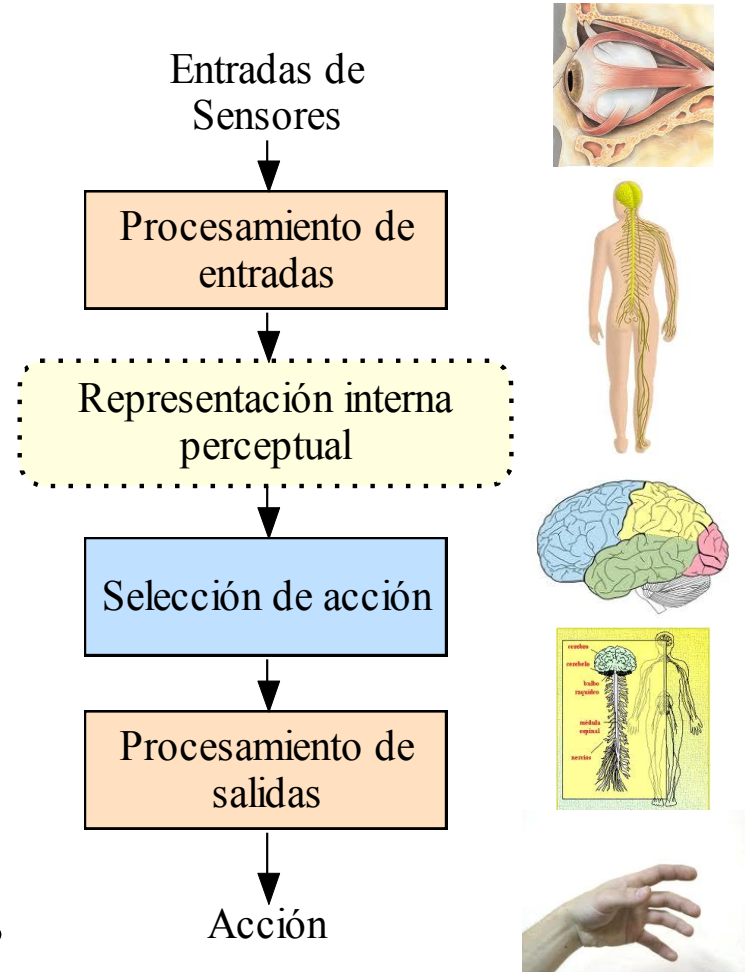 Entradas de
Sensores
Procesamiento de
entradas
Representación interna
perceptual
Selección de acción
Procesamiento de
salidas
Acción
cerebro
cerebelo
bulbo
raquídeo
médula
espinal
nervios